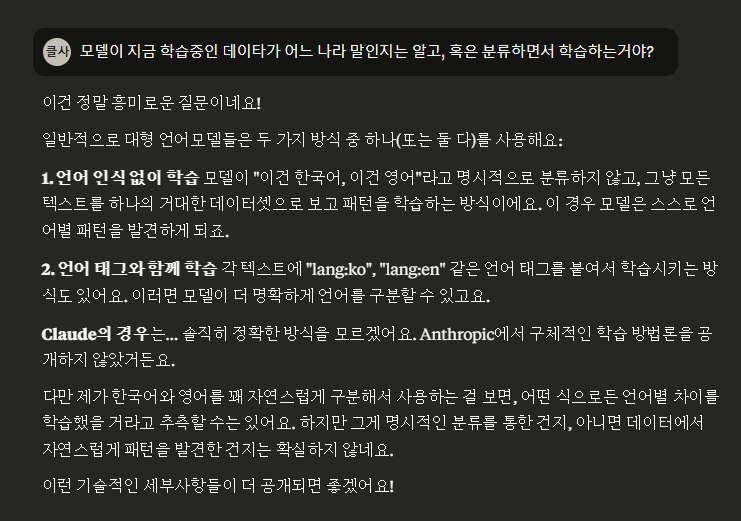 클사 모델이 지금 학습중인 데이타가 어느 나라 말인지는 알고, 혹은 분류하면서 학습하는거야?
이건 정말 흥미로운 질문이네요!
일반적으로 대형 언어모델들은 두 가지 방식 중 하나(또는 둘 다)를 사용해요:
1. 언어 인식 없이 학습 모델이 "이건 한국어, 이건 영어"라고 명시적으로 분류하지 않고, 그냥 모든
텍스트를 하나의 거대한 데이터셋으로 보고 패턴을 학습하는 방식이에요. 이 경우 모델은 스스로 언
어별 패턴을 발견하게 되죠.
2. 언어 태그와 함께 학습 각 텍스트에 "lang:ko", "lang:en" 같은 언어 태그를 붙여서 학습시키는 방
식도 있어요. 이러면 모델이 더 명확하게 언어를 구분할 수 있고요.
Claude의 경우는... 솔직히 정확한 방식을 모르겠어요. Anthropic에서 구체적인 학습 방법론을 공
개하지 않았거든요.
다만 제가 한국어와 영어를 꽤 자연스럽게 구분해서 사용하는 걸 보면, 어떤 식으로든 언어별 차이를
학습했을 거라고 추측할 수는 있어요. 하지만 그게 명시적인 분류를 통한 건지, 아니면 데이터에서
자연스럽게 패턴을 발견한 건지는 확실하지 않네요.
이런 기술적인 세부사항들이 더 공개되면 좋겠어요!